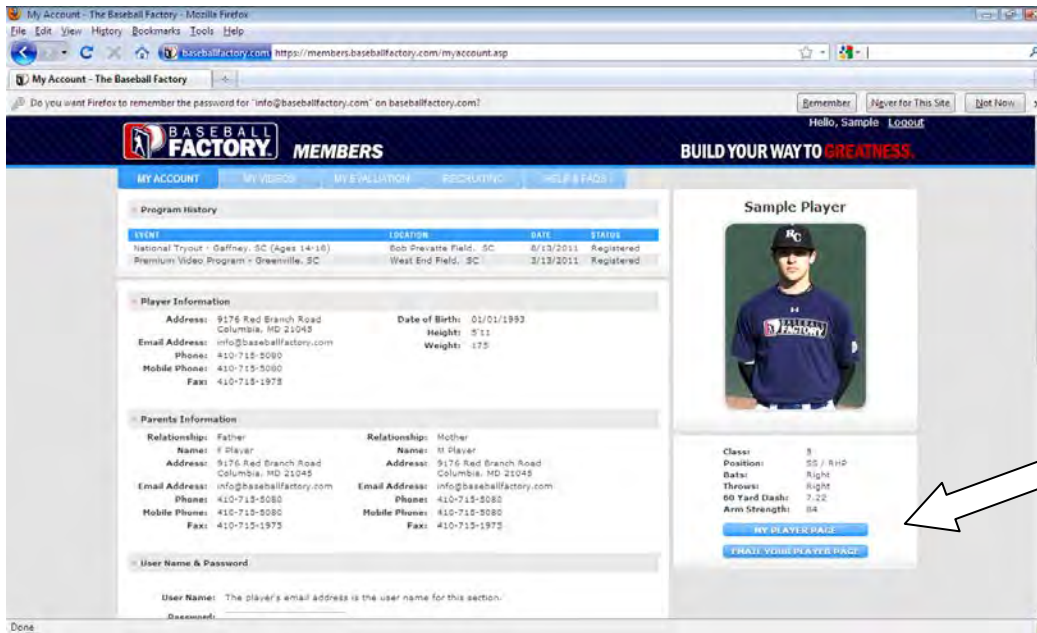 My Account - The Baseball Factory - Mozilla Firefox
File Edit View History Bookmarks Tools Help
baseballfactory.com https://members.baseballfactory.com/myaccount.asp
My Account - The Baseball Factory
Do you want Firefox to remember the password for "info@baseballfactory.com" on baseballfactory.com? Remember Never for This Site Not Now
Hello, Sample Logout
BASEBALL FACTORY. MEMBERS BUILD YOUR WAY TO GREATNESS.
MY ACCOUNT MY VIDEOS MY EVALUATION RECRUITING HELP & FAQS
Program History
EVENT LOCATION DATE STATUS
National Tryout - Gaffney, SC (Ages 14-18) Bob Prevatte Field, SC 8/13/2011 Registered
Premium Video Program - Greenville, SC West End Field, SC 3/13/2011 Registered
Player Information
Address: 9176 Red Branch Road Date of Birth: 01/01/1993
Columbia, MD 21045 Height: 5'11
Email Address: info@baseballfactory.com Weight: 175
Phone: 410-715-5080
Mobile Phone: 410-715-5080
Fax: 410-715-1975
Parents Information
Relationship: Father Relationship: Mother
Name: F Player Name: M Player
Address: 9176 Red Branch Road Address: 9176 Red Branch Road
Columbia, MD 21045 Columbia, MD 21045
Email Address: info@baseballfactory.com Email Address: info@baseballfactory.com
Phone: 410-715-5080 Phone: 410-715-5080
Mobile Phone: 410-715-5080 Mobile Phone: 410-715-5080
Fax: 410-715-1975 Fax: 410-715-1975
User Name & Password
User Name: The player's email address is the user name for this section.
Password:
Sample Player
RC
BASEBALL
FACTORY
Class:
Position: SS / RHP
Bats: Right
Throws: Right
60 Yard Dash: 7.22
Arm Strength: 84
MY PLAYER PAGE
EMAIL YOUR PLAYER PAGE
Done